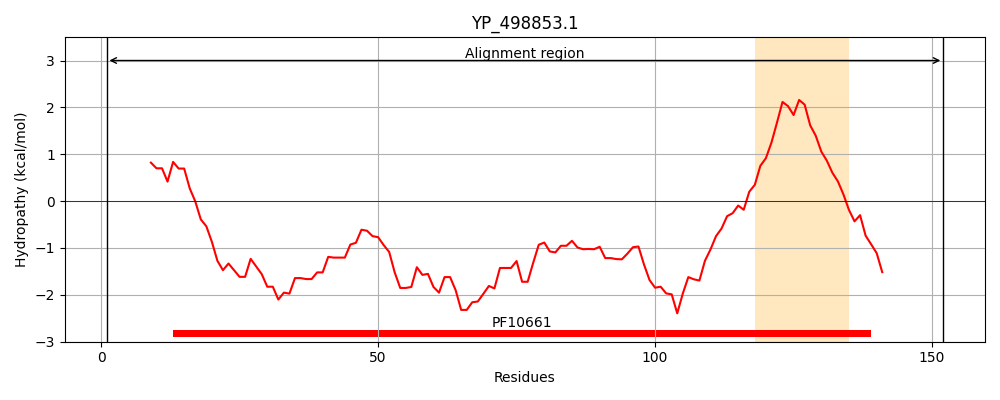 YP_498853.1
Alignment region
Hydropathy (kcal/mol)
3
2
1
0
−1
−2
−3
PF10661
0
50
100
150
Residues